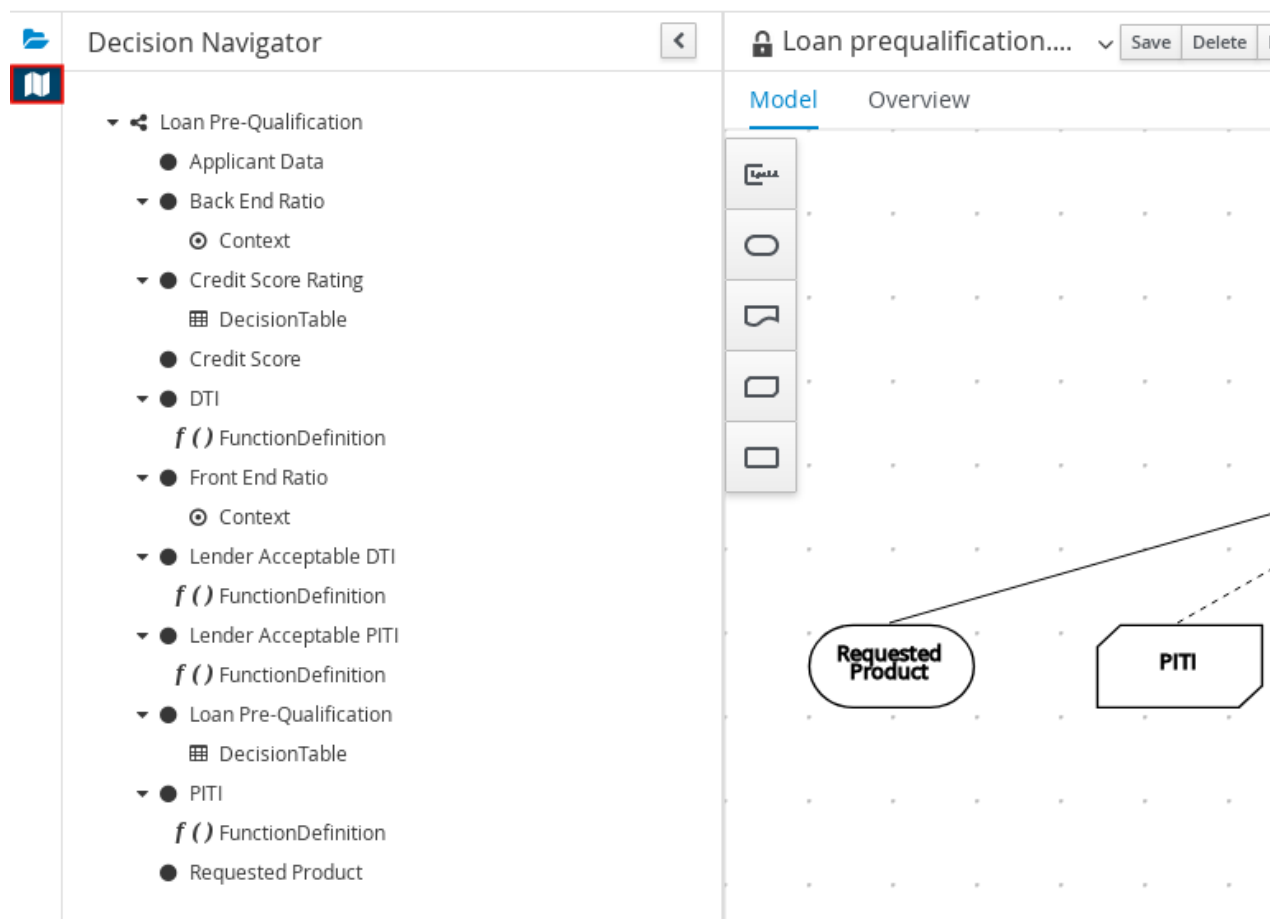 Decision Navigator
Loan Pre-Qualification
Applicant Data
Back End Ratio
Context
Credit Score Rating
DecisionTable
Credit Score
DTI
f () FunctionDefinition
Front End Ratio
Context
Lender Acceptable DTI
f () FunctionDefinition
Lender Acceptable PITI
f () FunctionDefinition
Loan Pre-Qualification
DecisionTable
PITI
f () FunctionDefinition
Requested Product
Loan prequalification.... Save Delete
Model Overview
Requested
Product
PITI